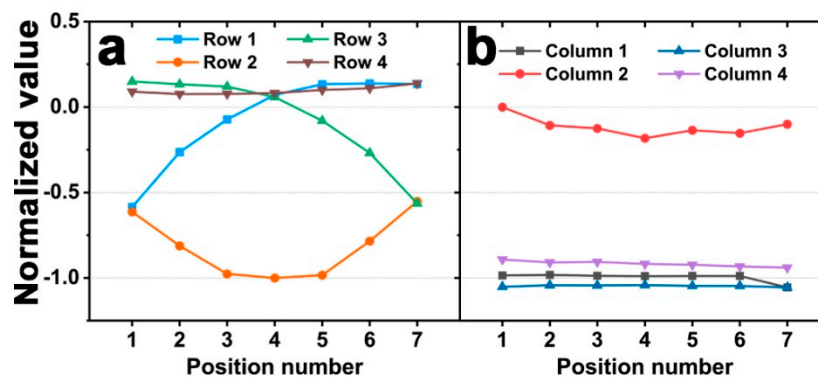 Normalized value
0.5
0.0
-0.5
-1.0
a
Row 1
Row 3
Row 2
Row 4
1 2 3 4 5 6 7
Position number
b
Column 1
Column 3
Column 2
Column 4
1 2 3 4 5 6 7
Position number